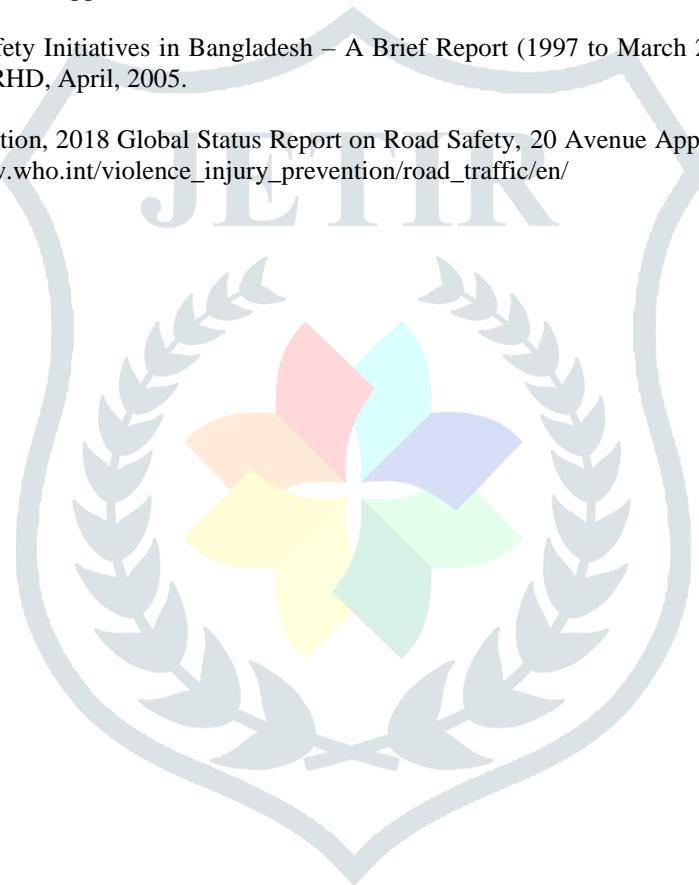 fety Initiatives in Bangladesh – A Brief Report (1997 to March 2
RHD, April, 2005.
tion, 2018 Global Status Report on Road Safety, 20 Avenue App
v.who.int/violence_injury_prevention/road_traffic/en/
JETIR